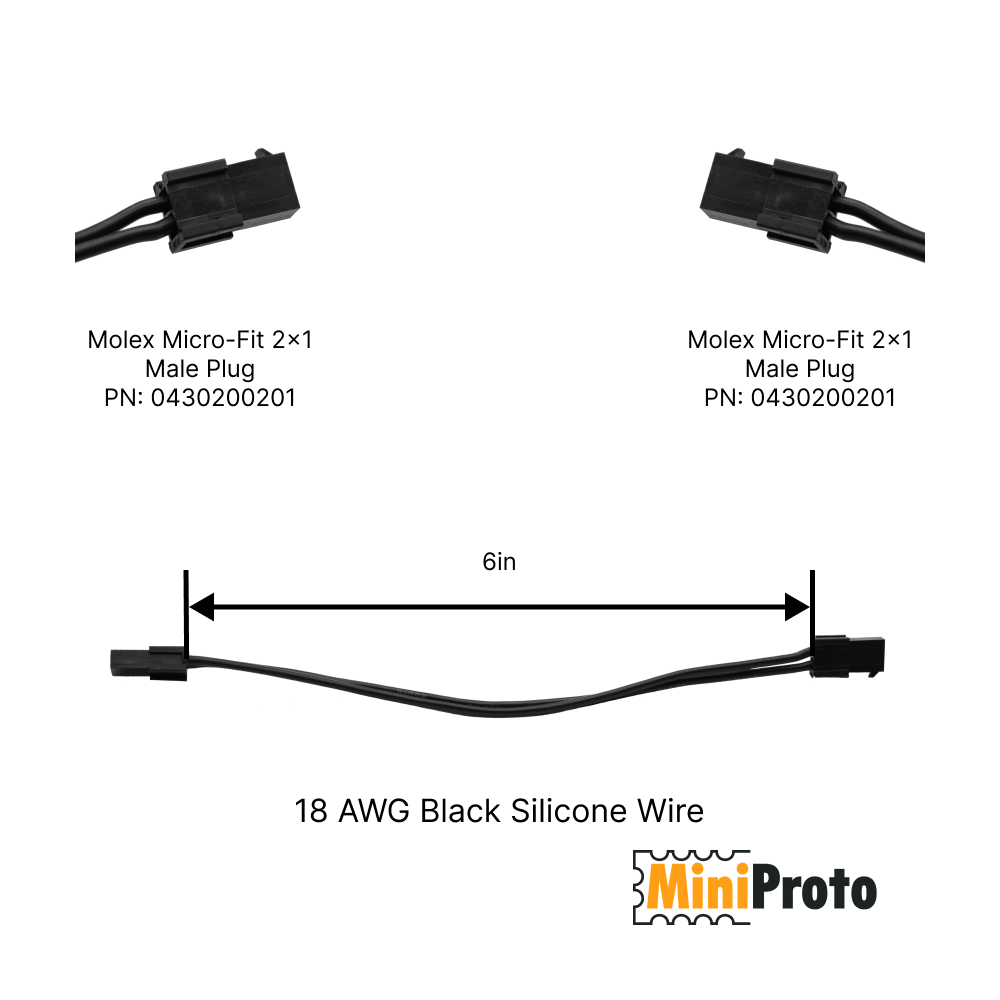 Molex Micro-Fit 2×1
Male Plug
PN: 0430200201
Molex Micro-Fit 2×1
Male Plug
PN: 0430200201
6in
18 AWG Black Silicone Wire
MiniProto